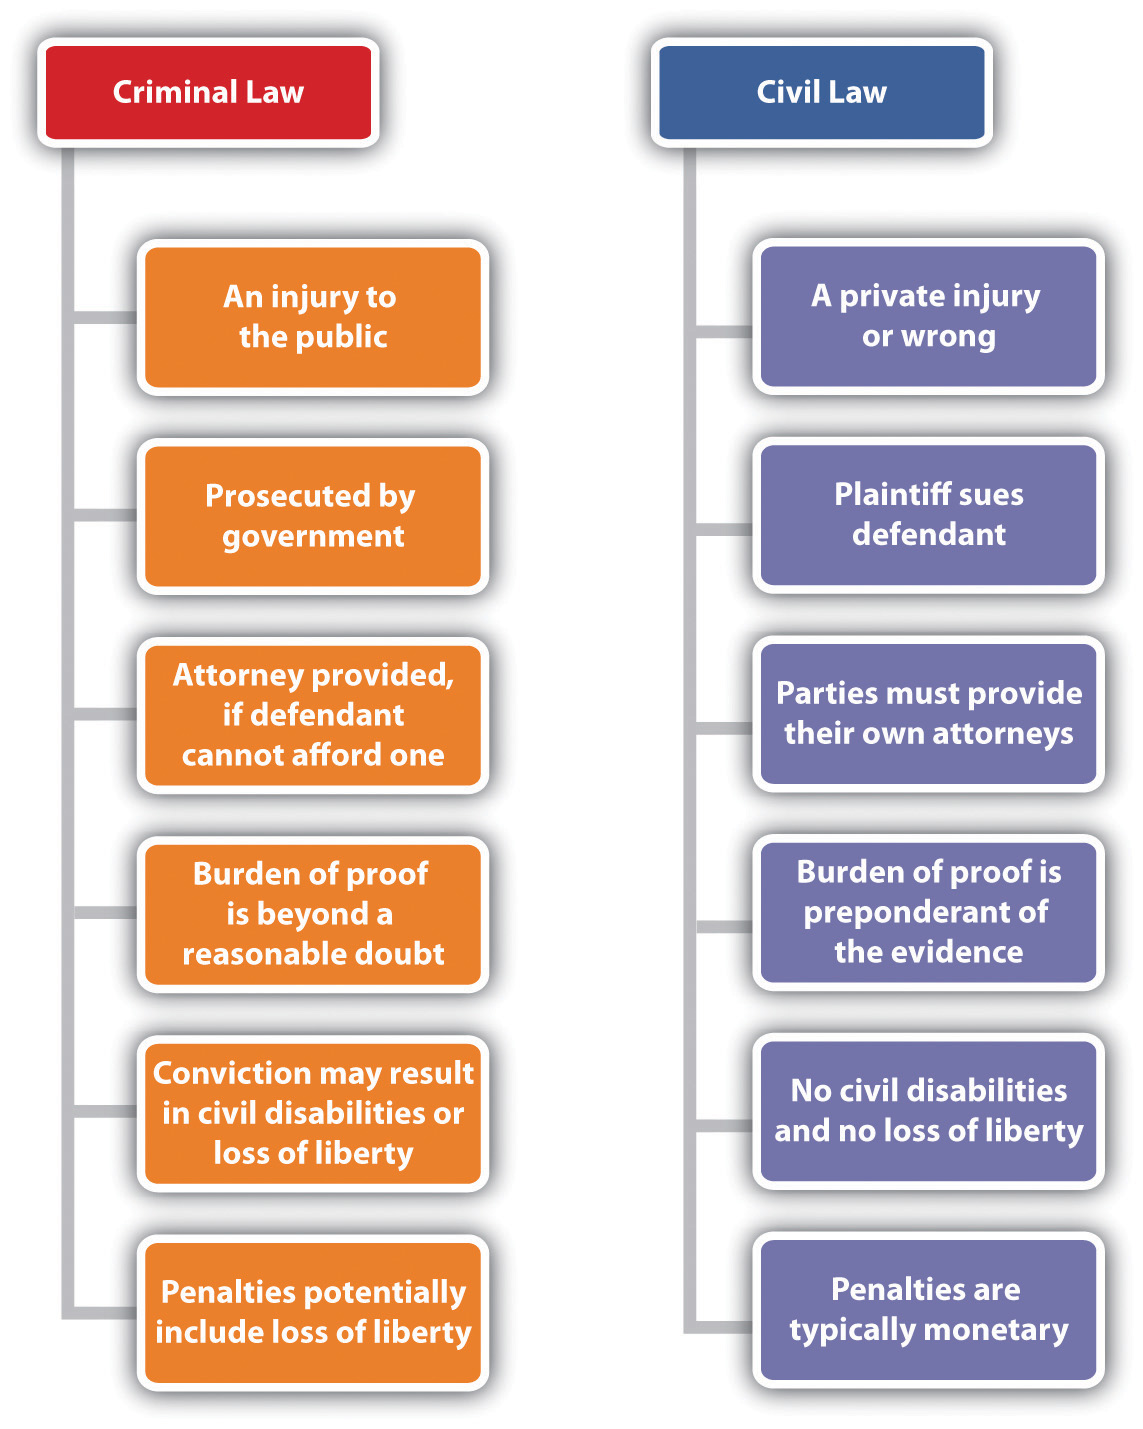 Criminal Law
An injury to
the public
Prosecuted by
government
Attorney provided,
if defendant
cannot afford one
Burden of proof
is beyond a
reasonable doubt
Conviction may result
in civil disabilities or
loss of liberty
Penalties potentially
include loss of liberty
Civil Law
A private injury
or wrong
Plaintiff sues
defendant
Parties must provide
their own attorneys
Burden of proof is
preponderant of
the evidence
No civil disabilities
and no loss of liberty
Penalties are
typically monetary